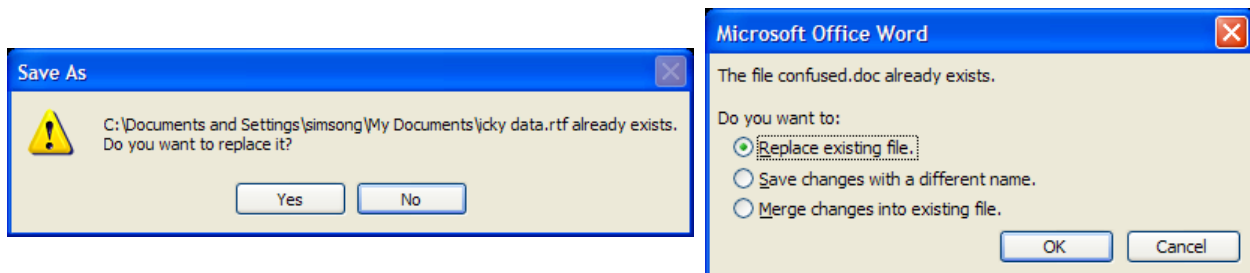 Save As
C:\Documents and Settings\simsong\My Documents\icky data.rtf already exists.
Do you want to replace it?
Yes
No
Microsoft Office Word
The file confused.doc already exists.
Do you want to:
Replace existing file.
Save changes with a different name.
Merge changes into existing file.
OK
Cancel